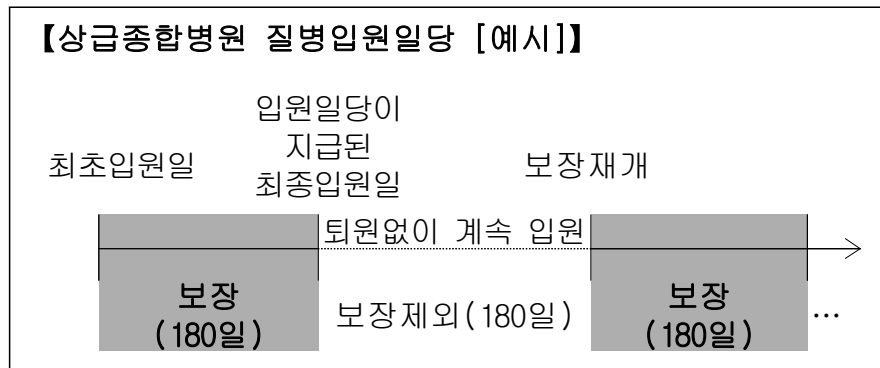 【상급종합병원 질병입원일당 [예시]】
입원일당이
지급된
최종입원일
최초입원일
보장재개
퇴원없이 계속 입원
보장
(180일)
보장제외(180일)
보장
(180일)
…